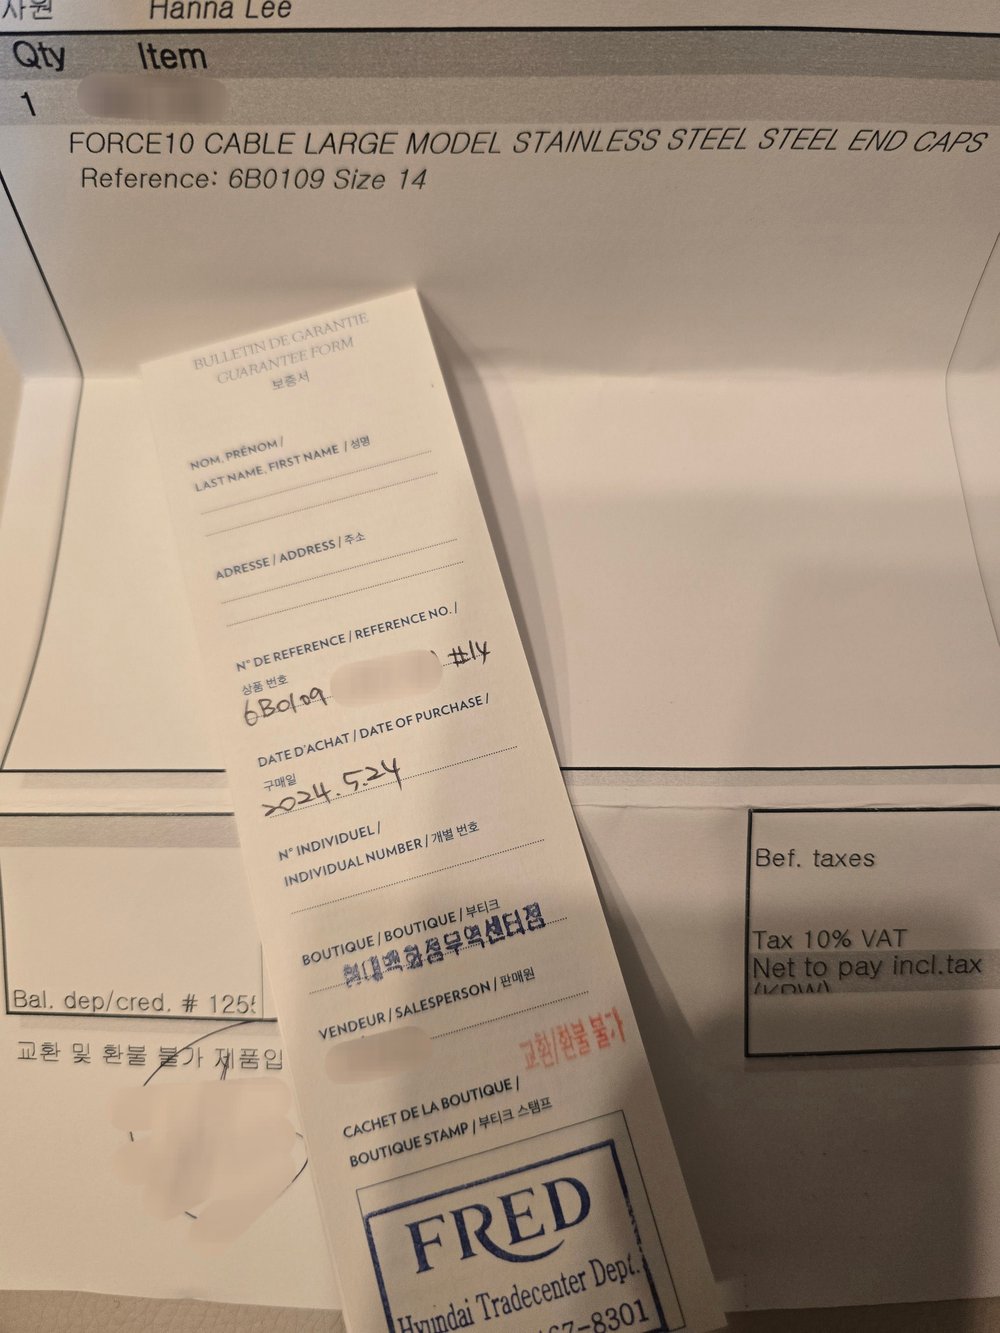 사원 Hanna Lee
Qty Item
1
FORCE10 CABLE LARGE MODEL STAINLESS STEEL STEEL END CAPS
Reference: 6B0109 Size 14
BULLETIN DE GARANTIE
GUARANTEE FORM
보증서
NOM, PRÉNOM /
LAST NAME, FIRST NAME / 성명
ADRESSE / ADDRESS / 주소
N° DE REFERENCE / REFERENCE NO. /
상품 번호
6B0109 #14
DATE D'ACHAT / DATE OF PURCHASE /
구매일
2024.5.24
N° INDIVIDUEL /
INDIVIDUAL NUMBER / 개별 번호
BOUTIQUE / BOUTIQUE / 부티크
현대백화점무역센터점
VENDEUR / SALESPERSON / 판매원
교환/환불 불가
CACHET DE LA BOUTIQUE /
BOUTIQUE STAMP / 부티크 스탬프
FRED
Hyundai Tradecenter Dept.
67-8301
Bal. dep/cred. # 125
교환 및 환불 불가 제품입
Bef. taxes
Tax 10% VAT
Net to pay incl.tax
(KRW)